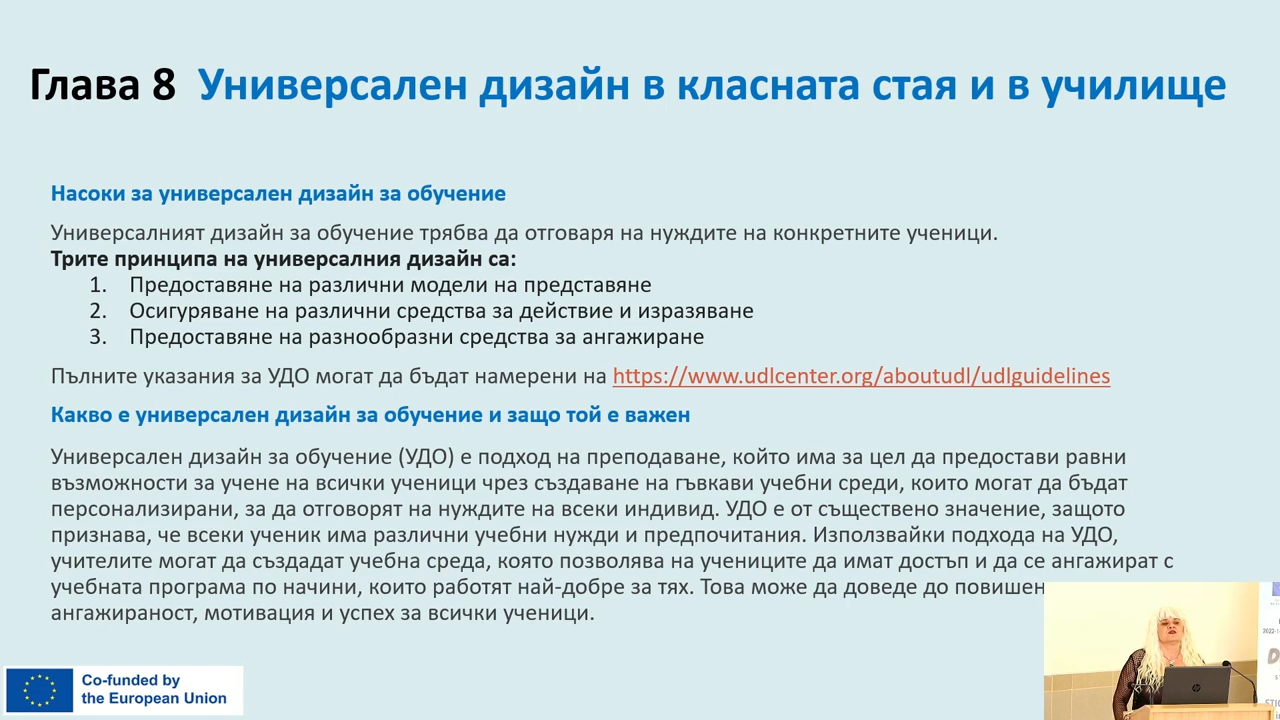 Глава 8 Универсален дизайн в класната стая и в училище
Насоки за универсален дизайн за обучение
Универсалният дизайн за обучение трябва да отговаря на нуждите на конкретните ученици.
Трите принципа на универсалния дизайн са:
1. Предоставяне на различни модели на представяне
2. Осигуряване на различни средства за действие и изразяване
3. Предоставяне на разнообразни средства за ангажиране
Пълните указания за УДО могат да бъдат намерени на https://www.udlcenter.org/aboutudl/udlguidelines
Какво е универсален дизайн за обучение и защо той е важен
Универсален дизайн за обучение (УДО) е подход на преподаване, който има за цел да предостави равни
възможности за учене на всички ученици чрез създаване на гъвкави учебни среди, които могат да бъдат
персонализирани, за да отговорят на нуждите на всеки индивид. УДО е от съществено значение, защото
признава, че всеки ученик има различни учебни нужди и предпочитания. Използвайки подхода на УДО,
учителите могат да създадат учебна среда, която позволява на учениците да имат достъп и да се ангажират с
учебната програма по начини, които работят най-добре за тях. Това може да доведе до повишен
ангажираност, мотивация и успех за всички ученици.
Co-funded by
the European Union